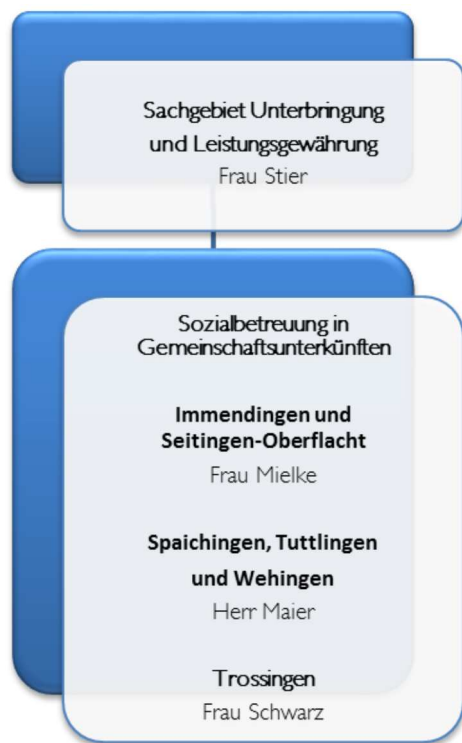 Sachgebiet Unterbringung
und Leistungsgewährung
Frau Stier
Sozialbetreuung in
Gemeinschaftsunterkünften
Immendingen und
Seitingen-Oberflacht
Frau Mielke
Spaichingen, Tuttlingen
und Wehingen
Herr Maier
Trossingen
Frau Schwarz